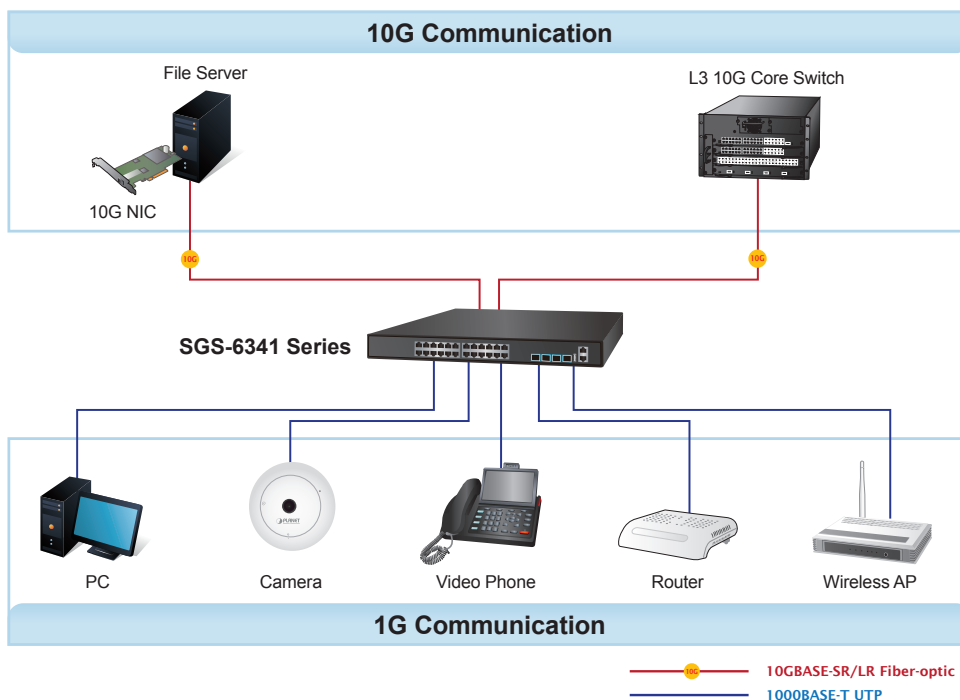 10G Communication
File Server
L3 10G Core Switch
10G NIC
10G
10G
SGS-6341 Series
PLANET
PC
Camera
Video Phone
Router
Wireless AP
1G Communication
10G
10GBASE-SR/LR Fiber-optic
1000BASE-T UTP